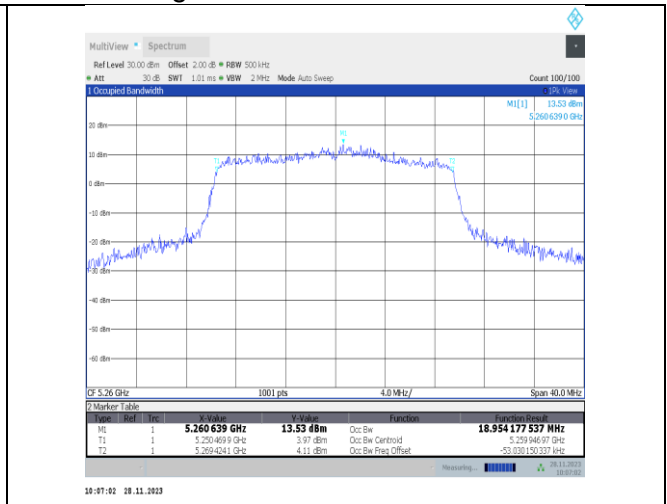 MultiView Spectrum
Ref Level 30.00 dBm Offset 2.00 dB RBW 500 kHz
Att 30 dB SWT 1.01 ms VBW 2 MHz Mode Auto Sweep Count 100/100
1 Occupied Bandwidth 1Pk View
M1[1] 13.53 dBm
5.2606390 GHz
20 dBm
M1
10 dBm
T1 T2
0 dBm
-10 dBm
-20 dBm
-30 dBm
-40 dBm
-50 dBm
-60 dBm
CF 5.26 GHz 1001 pts 4.0 MHz/ Span 40.0 MHz
2 Marker Table
Type Ref Trc X-Value Y-Value Function Function Result
M1 1 5.260 639 GHz 13.53 dBm Occ Bw 18.954 177 537 MHz
T1 1 5.250 469 9 GHz 3.97 dBm Occ Bw Centroid 5.259 946 97 GHz
T2 1 5.269 424 1 GHz 4.11 dBm Occ Bw Freq Offset -53.030 150 337 kHz
Measuring... 28.11.2023
10:07:02
10:07:02 28.11.2023